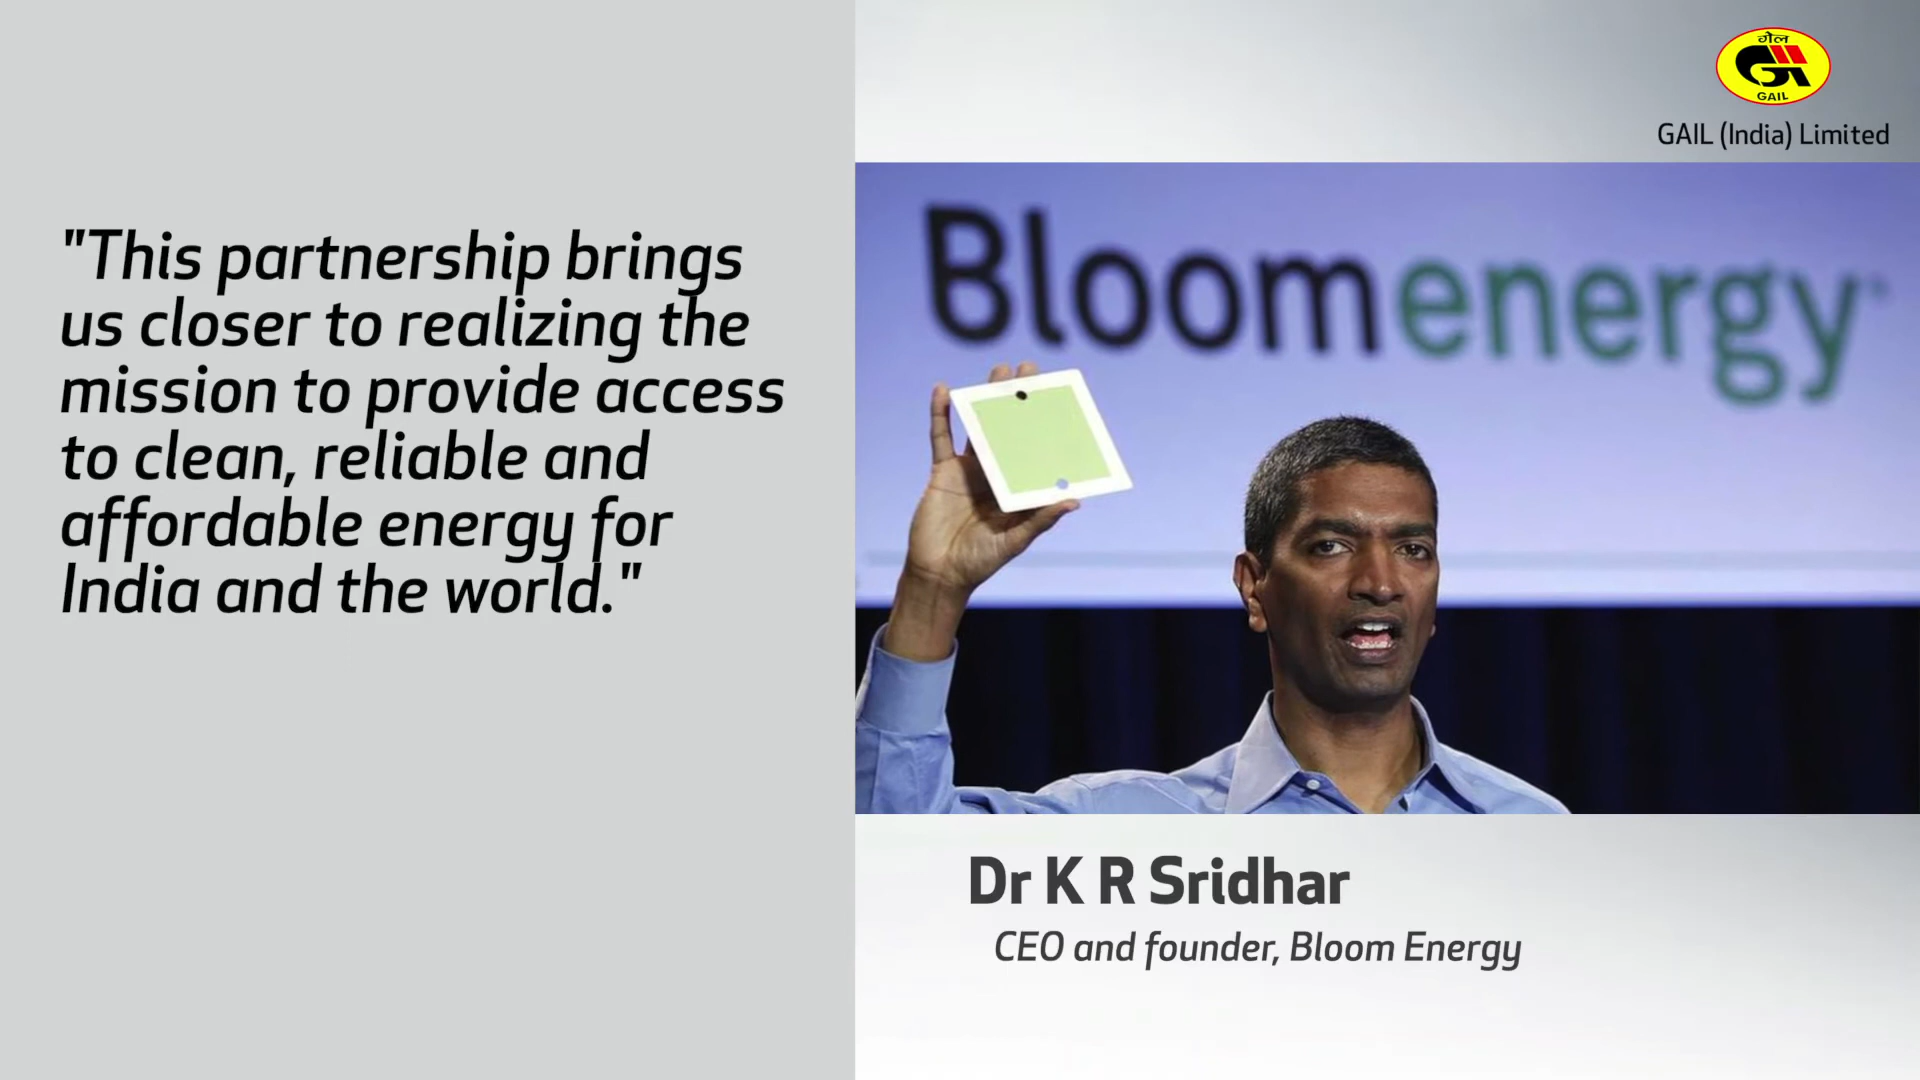 "This partnership brings
us closer to realizing the
mission to provide access
to clean, reliable and
affordable energy for
India and the world."
गेल
GAIL
GAIL (India) Limited
Bloomenergy
Dr K R Sridhar
CEO and founder, Bloom Energy